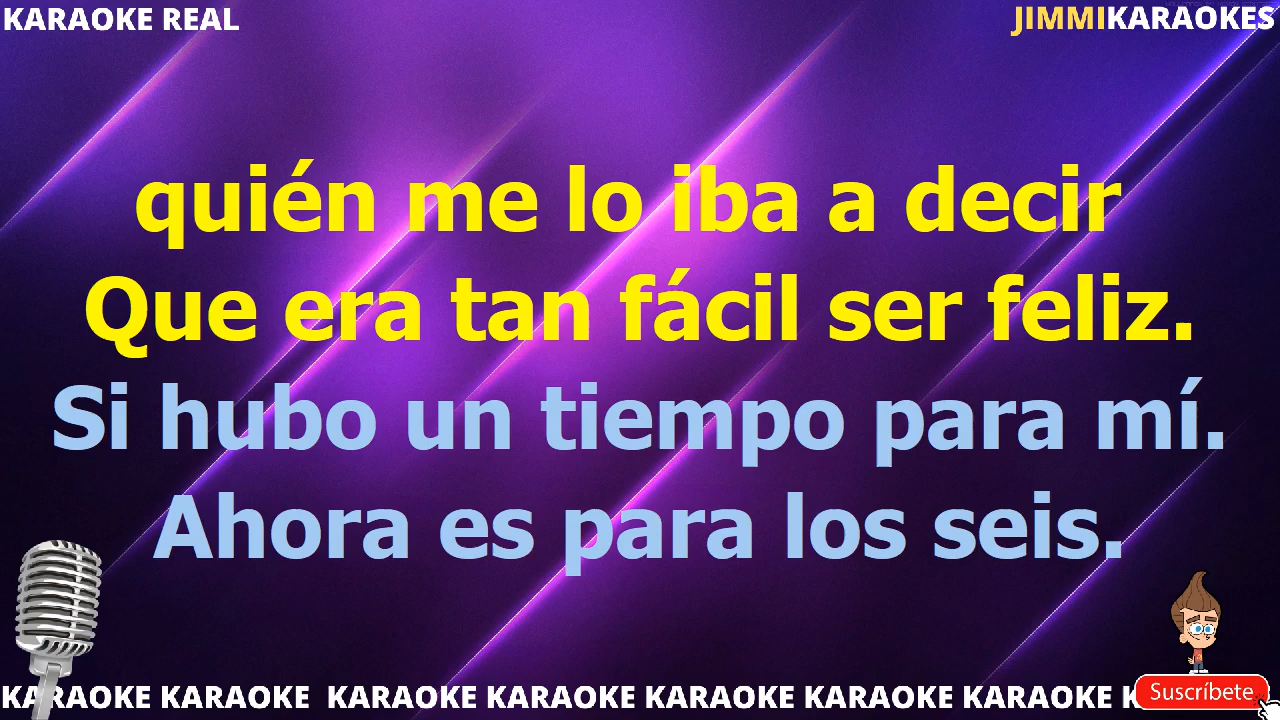 KARAOKE REAL
JIMMIKARAOKES
quién me lo iba a decir
Que era tan fácil ser feliz.
Si hubo un tiempo para mí.
Ahora es para los seis.
KARAOKE KARAOKE KARAOKE KARAOKE KARAOKE KARAOKE KARAOKE K
Suscríbete